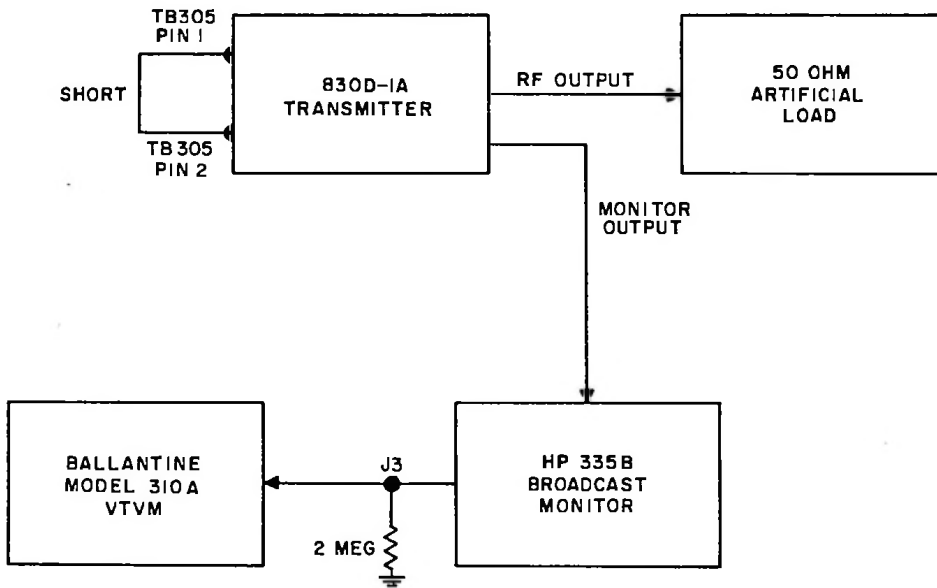 TB305
PIN 1
SHORT
TB305
PIN 2
830D-1A
TRANSMITTER
RF OUTPUT
50 OHM
ARTIFICIAL
LOAD
MONITOR
OUTPUT
BALLANTINE
MODEL 310A
VTVM
J3
2 MEG
HP 335B
BROADCAST
MONITOR